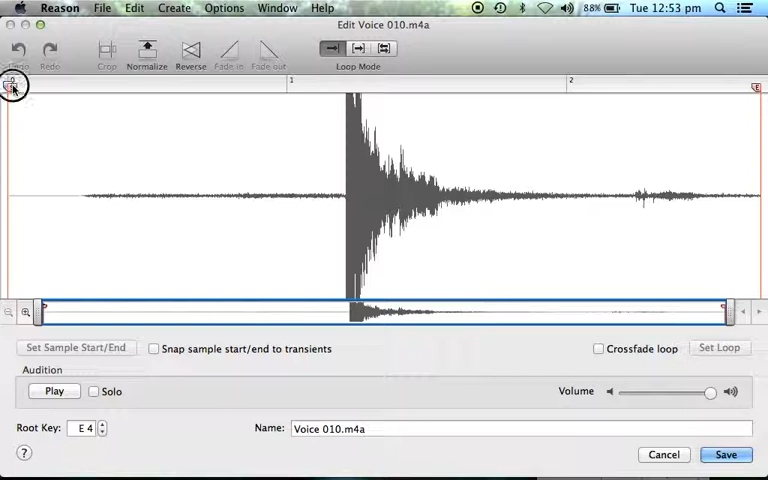 Reason File Edit Create Options Window Help 88% Tue 12:53 pm
Edit Voice 010.m4a
Undo Redo Crop Normalize Reverse Fade in Fade out Loop Mode
0 1 2
S E
Set Sample Start/End Snap sample start/end to transients Crossfade loop Set Loop
Audition
Play Solo Volume
Root Key: E 4 Name: Voice 010.m4a
? Cancel Save